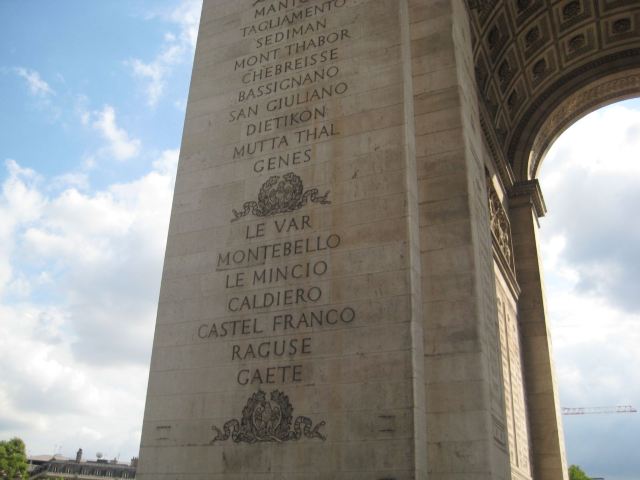 MANTO
TAGLIAMENTO
SEDIMAN
MONT THABOR
CHEBREISSE
BASSIGNANO
SAN GIULIANO
DIETIKON
MUTTA THAL
GENES
LE VAR
MONTEBELLO
LE MINCIO
CALDIERO
CASTEL FRANCO
RAGUSE
GAETE